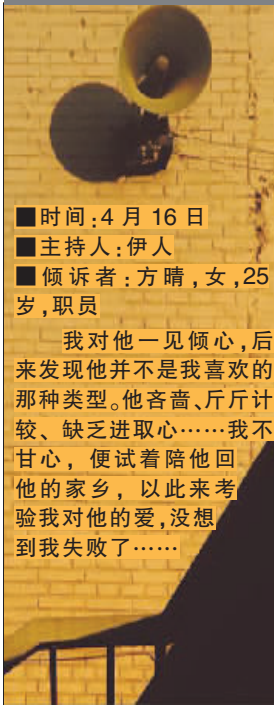 ■时间:4 月 16 日
■主持人:伊人
■倾诉者:方晴,女,25
岁,职员
我对他一见倾心,后
来发现他并不是我喜欢的
那种类型。他吝啬、斤斤计
较、缺乏进取心……我不
甘心，便试着陪他回
他的家乡，以此来考
验我对他的爱,没想
到我失败了……